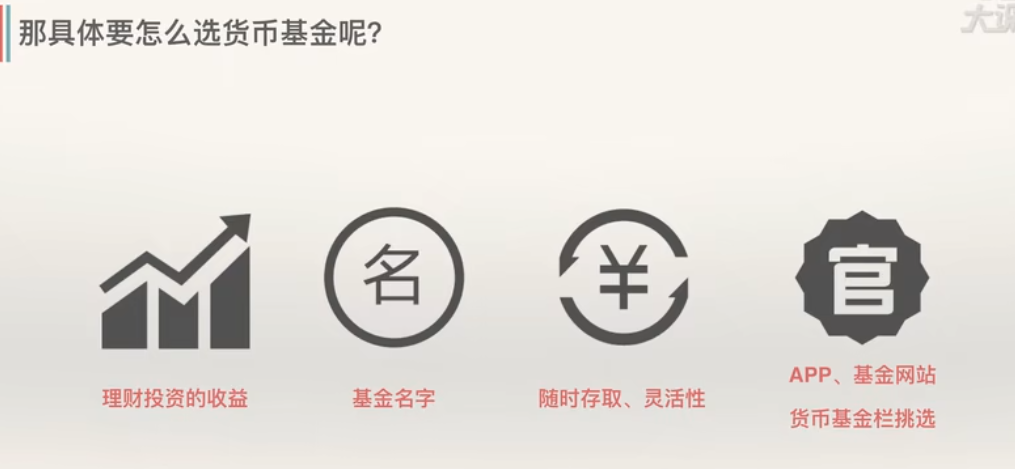 那具体要怎么选货币基金呢?
大
名
¥
官
理财投资的收益
基金名字
随时存取、灵活性
APP、基金网站
货币基金栏挑选